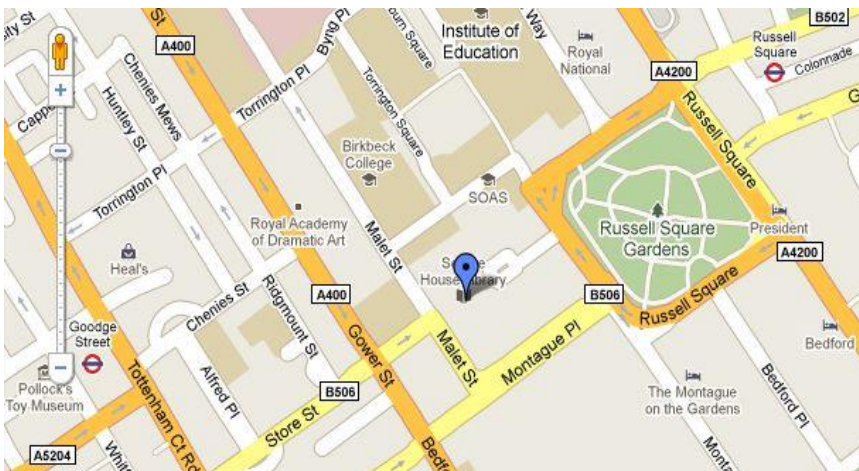 B502
Institute of
Education
Way
Russell
Square
Royal
National
A400
Byng Pl
A4200
Colonnade
Torrington Pl
Chenies Mews
Huntley St
Torrington Square
Birkbeck
College
SOAS
Russell Square
Torrington Pl
Royal Academy
of Dramatic Art
Malet St
Russell Square
Gardens
President
A4200
Heal's
House Library
A400
B506
Russell Square
Chenies St
Ridgmount St
Goodge
Street
Gower St
Malet St
Montague Pl
Bedford
Pollock's
Toy Museum
Tottenham Ct Rd
Alfred Pl
B506
The Montague
on the Gardens
Bedford Pl
Store St
A5204